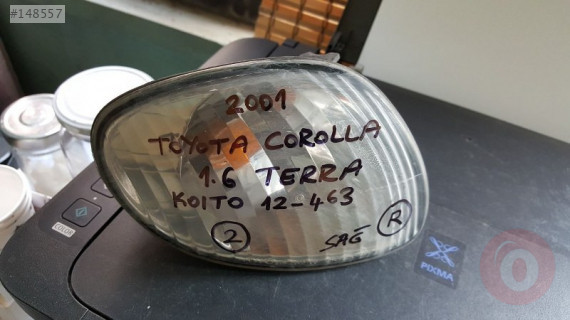 #148557
2001
TOYOTA COROLLA
1.6 TERRA
KOITO 12-463
2
SAĞ R
PIXMA